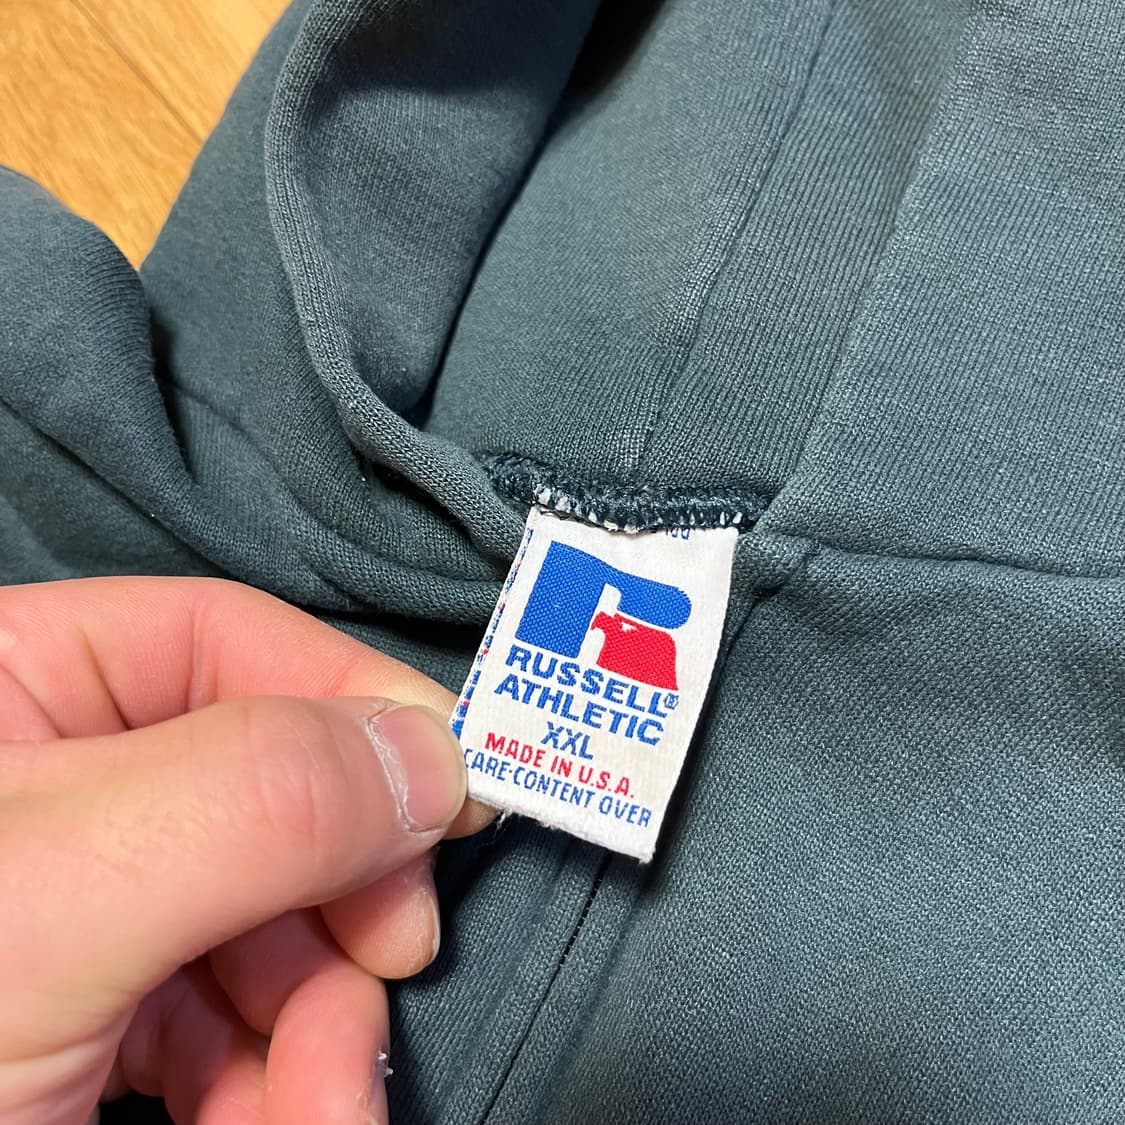 RUSSELL®
ATHLETIC
XXL
MADE IN U.S.A.
CARE-CONTENT OVER